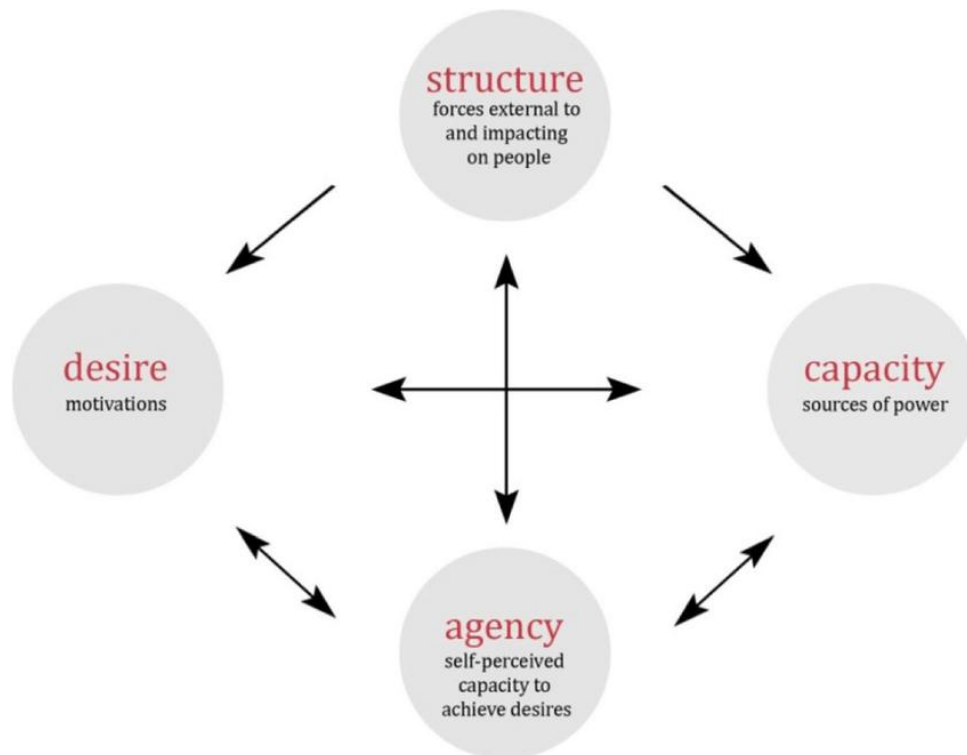 structure
forces external to
and impacting
on people
desire
motivations
capacity
sources of power
agency
self-perceived
capacity to
achieve desires